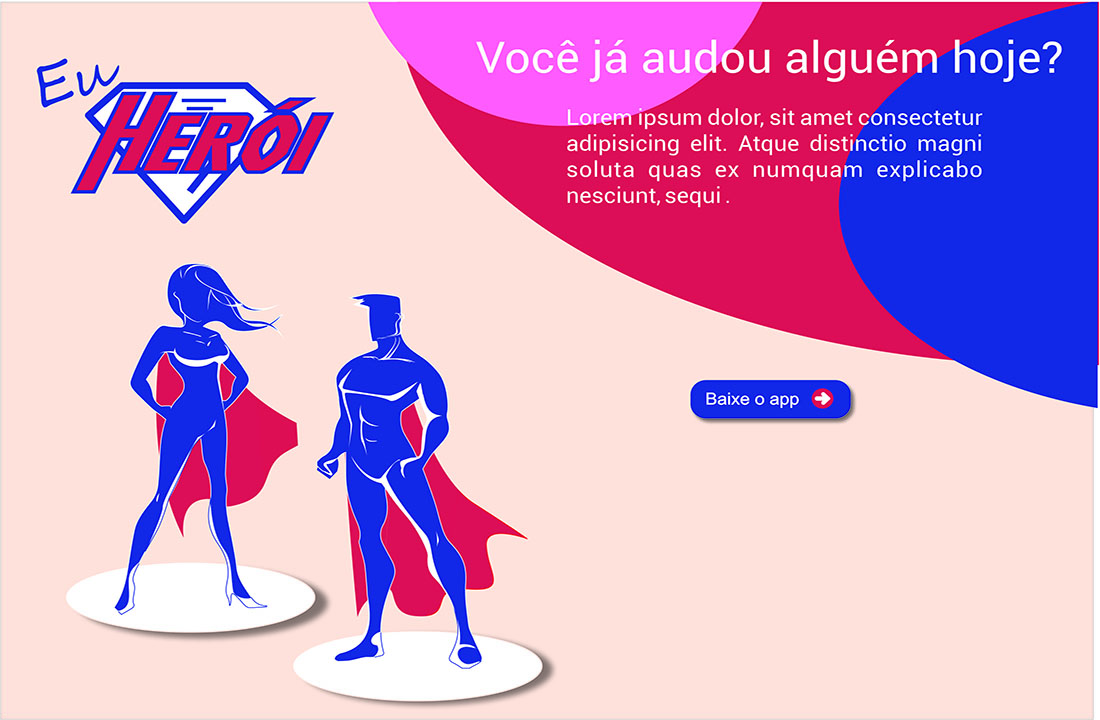 Eu
HERÓI
Você já audou alguém hoje?
Lorem ipsum dolor, sit amet consectetur
adipisicing elit. Atque distinctio magni
soluta quas ex numquam explicabo
nesciunt, sequi .
Baixe o app